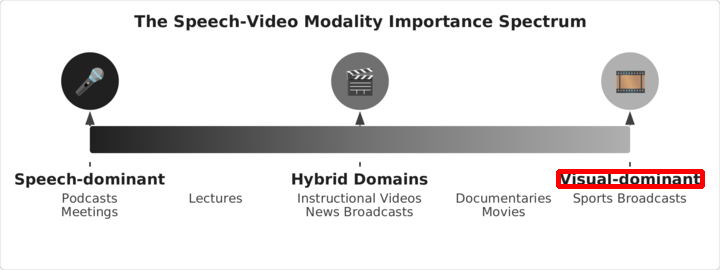 The Speech-Video Modality Importance Spectrum
Speech-dominant
Hybrid Domains
Visual-dominant
Podcasts
Meetings
Lectures
Instructional Videos
News Broadcasts
Documentaries
Movies
Sports Broadcasts